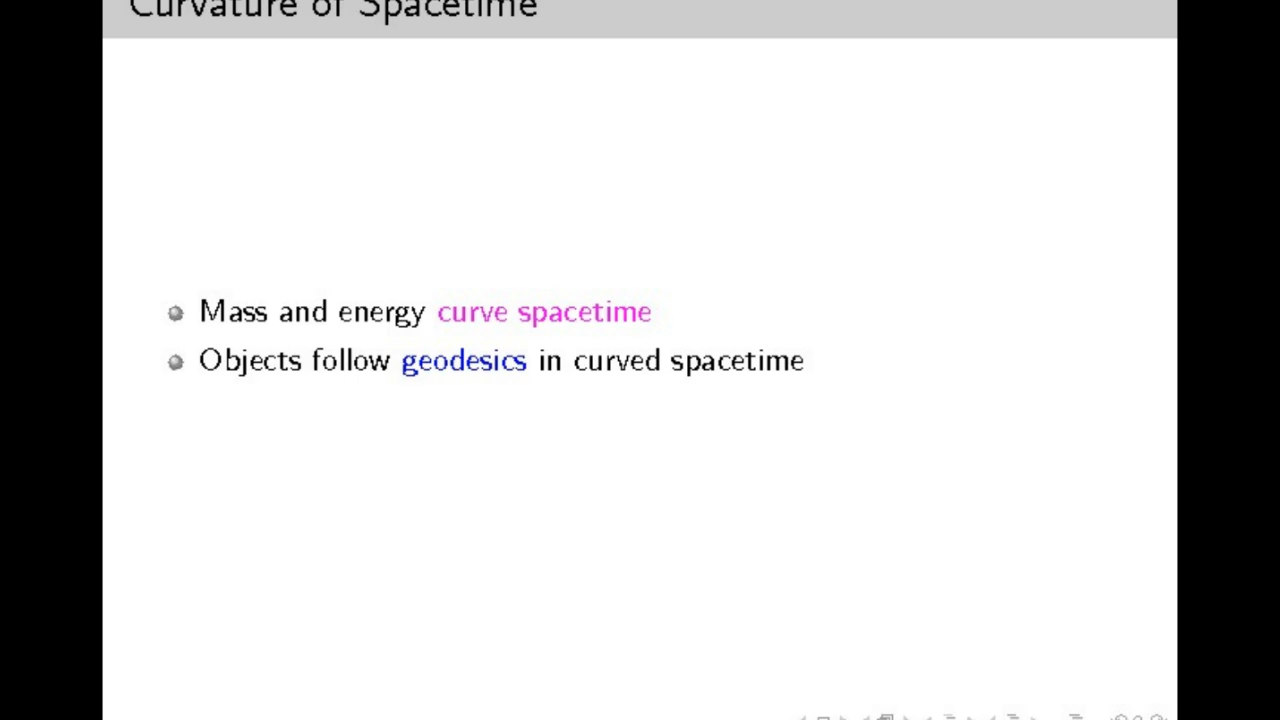 Curvature of Spacetime
Mass and energy curve spacetime
Objects follow geodesics in curved spacetime